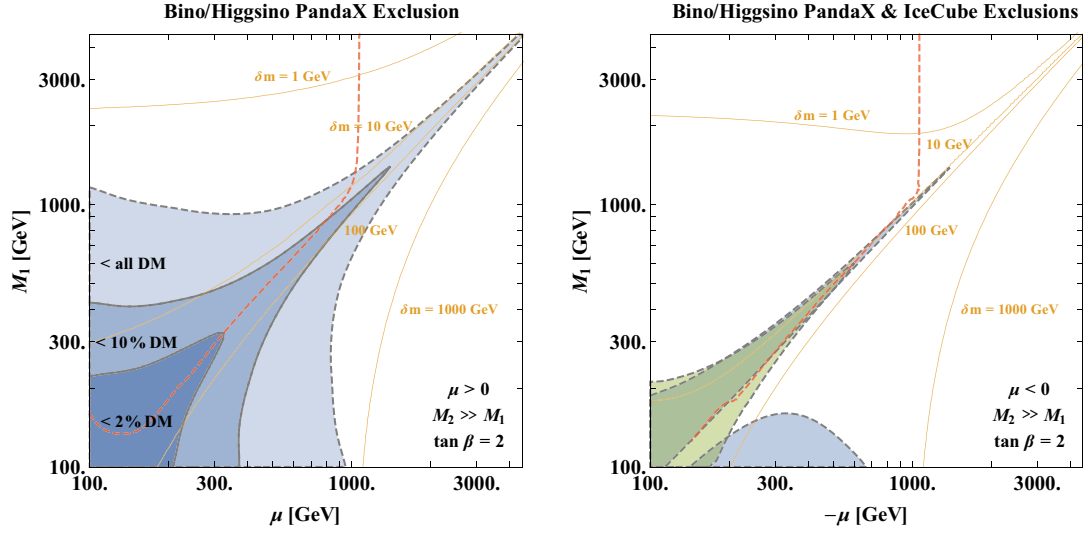 Bino/Higgsino PandaX Exclusion
3000.
1000.
300.
100.
M₁ [GeV]
δm = 1 GeV
δm = 10 GeV
100 GeV
δm = 1000 GeV
< all DM
< 10% DM
< 2% DM
μ > 0
M₂ >> M₁
tan β = 2
100.
300.
1000.
3000.
μ [GeV]
Bino/Higgsino PandaX & IceCube Exclusions
3000.
1000.
300.
100.
M₁ [GeV]
δm = 1 GeV
10 GeV
100 GeV
δm = 1000 GeV
μ < 0
M₂ >> M₁
tan β = 2
100.
300.
1000.
3000.
−μ [GeV]